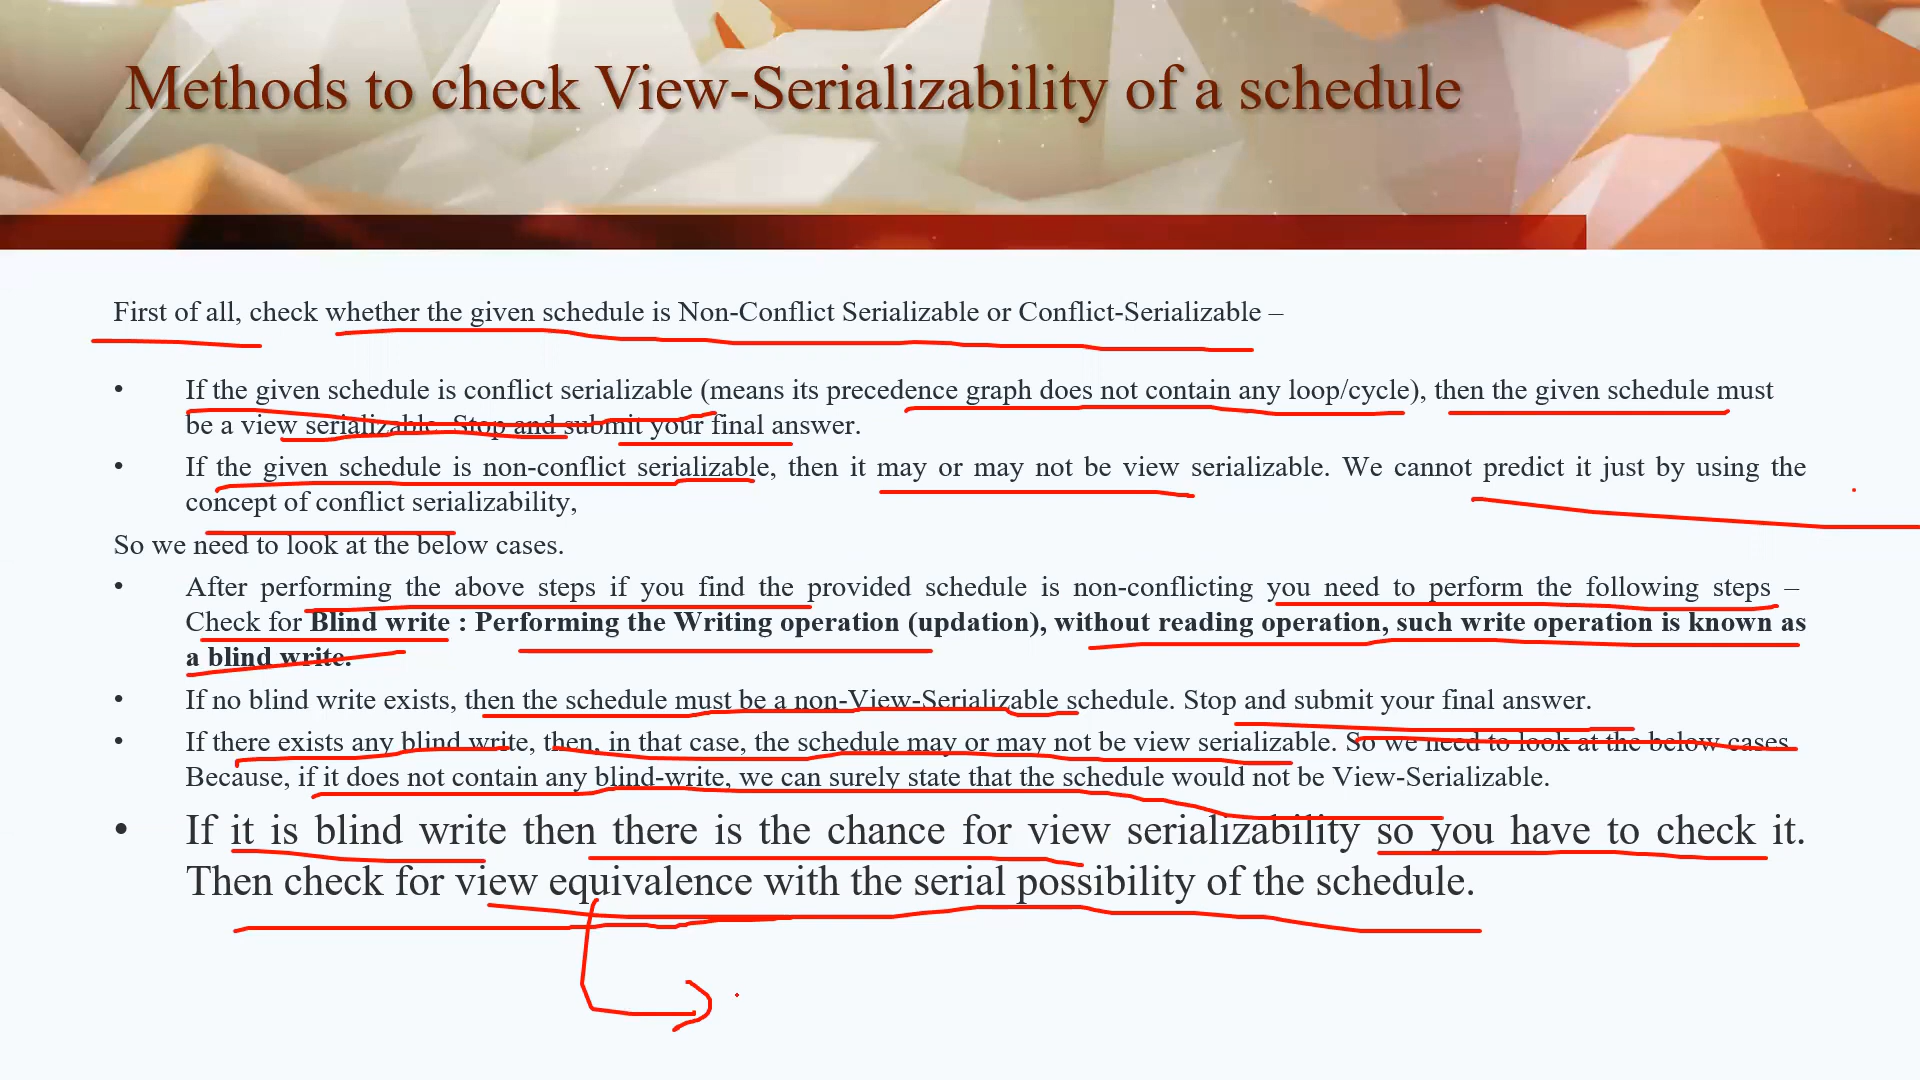 Methods to check View-Serializability of a schedule
First of all, check whether the given schedule is Non-Conflict Serializable or Conflict-Serializable –
• If the given schedule is conflict serializable (means its precedence graph does not contain any loop/cycle), then the given schedule must
be a view serializable. Stop and submit your final answer.
• If the given schedule is non-conflict serializable, then it may or may not be view serializable. We cannot predict it just by using the
concept of conflict serializability,
So we need to look at the below cases.
• After performing the above steps if you find the provided schedule is non-conflicting you need to perform the following steps –
Check for Blind write : Performing the Writing operation (updation), without reading operation, such write operation is known as
a blind write.
• If no blind write exists, then the schedule must be a non-View-Serializable schedule. Stop and submit your final answer.
• If there exists any blind write, then, in that case, the schedule may or may not be view serializable. So we need to look at the below cases.
Because, if it does not contain any blind-write, we can surely state that the schedule would not be View-Serializable.
• If it is blind write then there is the chance for view serializability so you have to check it.
Then check for view equivalence with the serial possibility of the schedule.